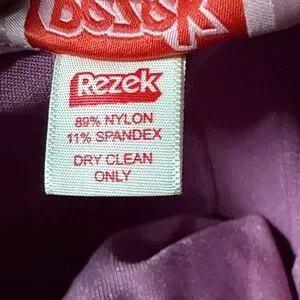 Rezek
89% NYLON
11% SPANDEX
DRY CLEAN
ONLY